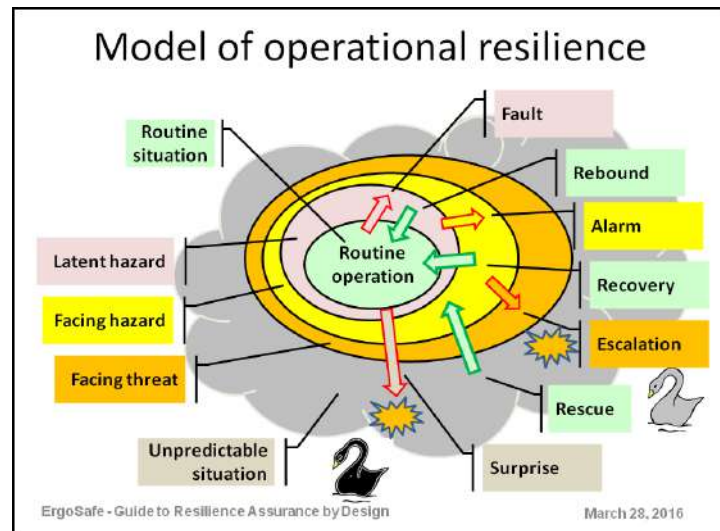 Model of operational resilience
Fault
Routine
situation
Rebound
Alarm
Routine
operation
Latent hazard
Recovery
Facing hazard
Escalation
Facing threat
Rescue
Unpredictable
situation
Surprise
ErgoSafe - Guide to Resilience Assurance by Design
March 28, 2016